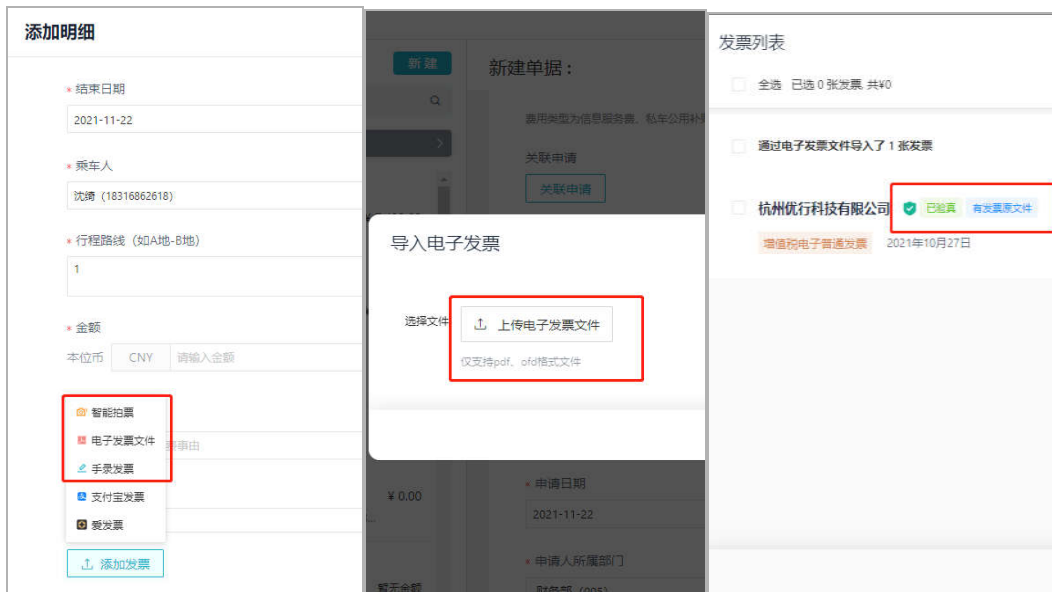 添加明细
* 结束日期
2021-11-22
* 乘车人
沈绮 (18316862618)
* 行程路线（如A地-B地）
1
* 金额
本位币 CNY 请输入金额
智能拍票
电子发票文件
事由
手录发票
支付宝发票
爱发票
添加发票
新建
新建单据：
费用类型为信息服务费、私车公用补
关联申请
关联申请
导入电子发票
选择文件
上传电子发票文件
仅支持pdf、ofd格式文件
¥ 0.00
* 申请日期
2021-11-22
* 申请人所属部门
暂无金额
财务部 (005)
发票列表
全选 已选 0 张发票, 共¥0
通过电子发票文件导入了 1 张发票
杭州优行科技有限公司 已验真 有发票原文件
增值税电子普通发票 2021年10月27日